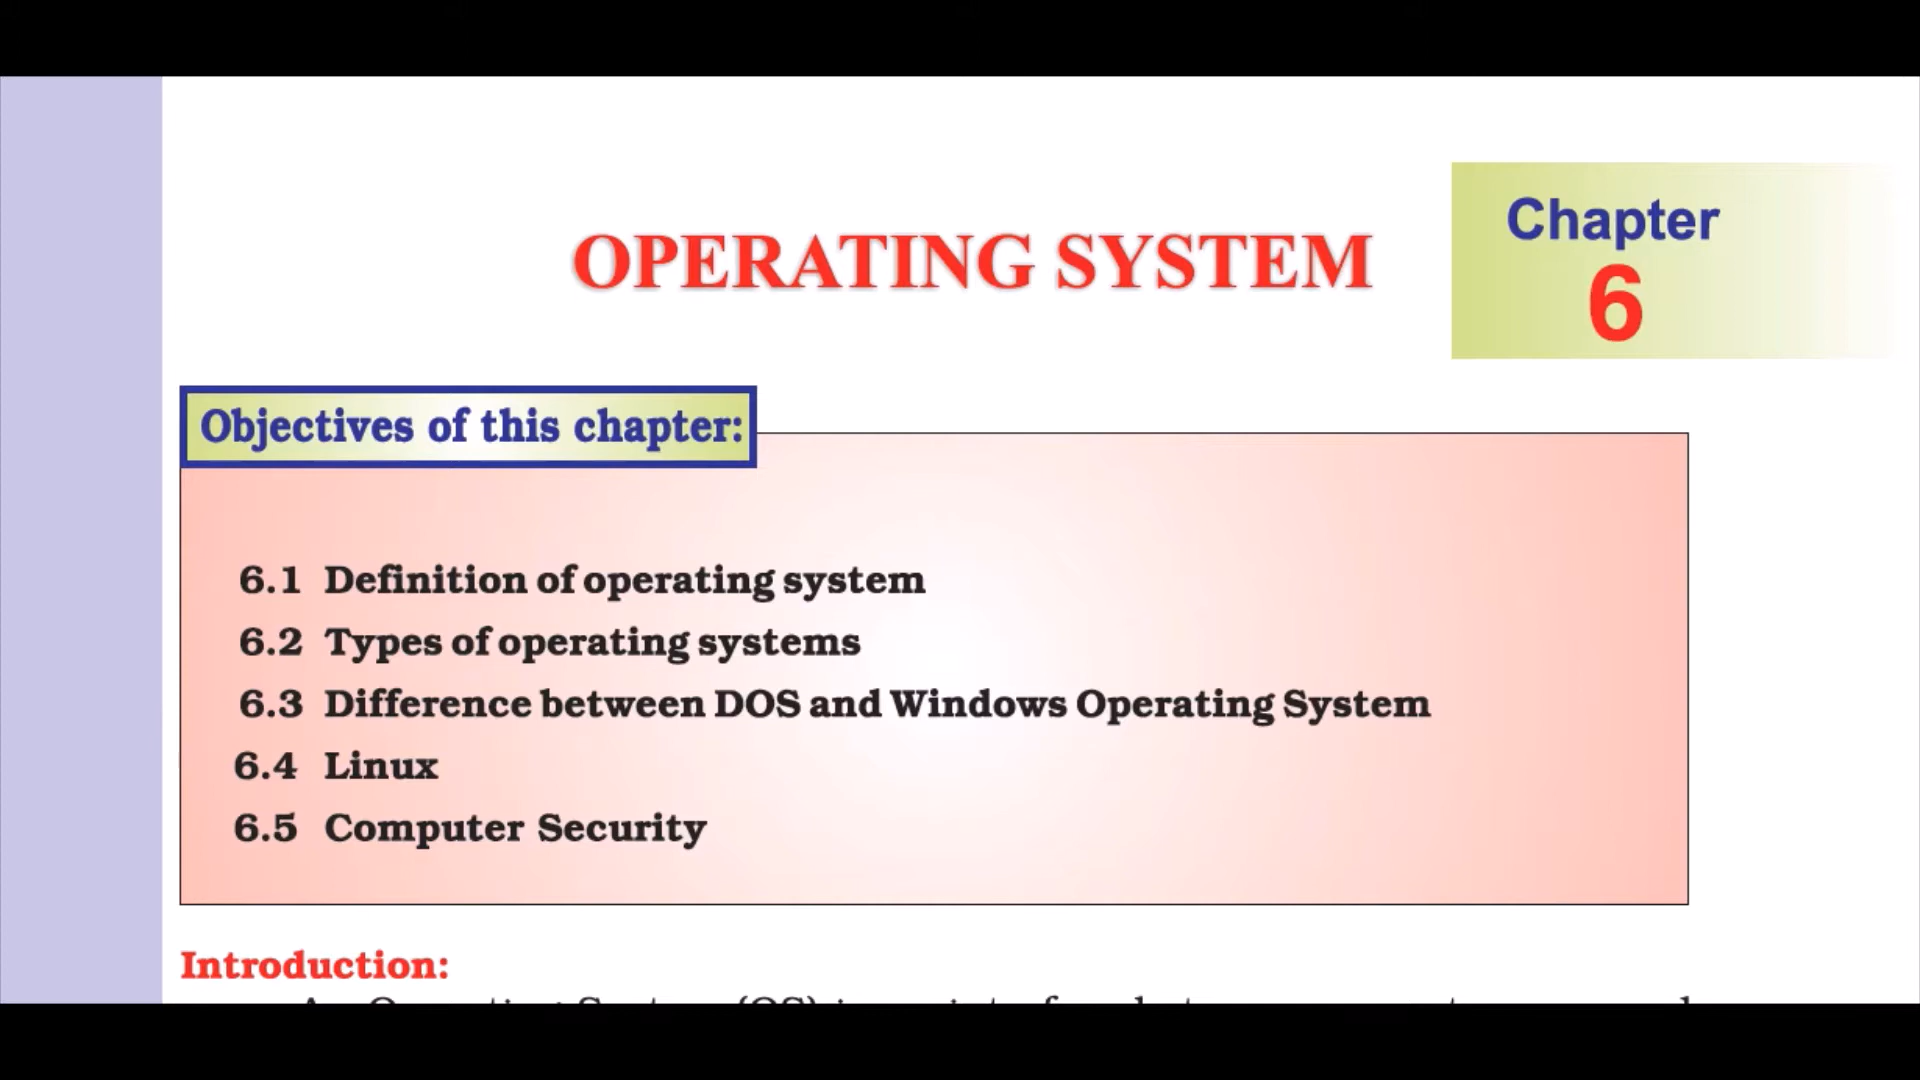 Chapter
6
OPERATING SYSTEM
Objectives of this chapter:
6.1 Definition of operating system
6.2 Types of operating systems
6.3 Difference between DOS and Windows Operating System
6.4 Linux
6.5 Computer Security
Introduction: